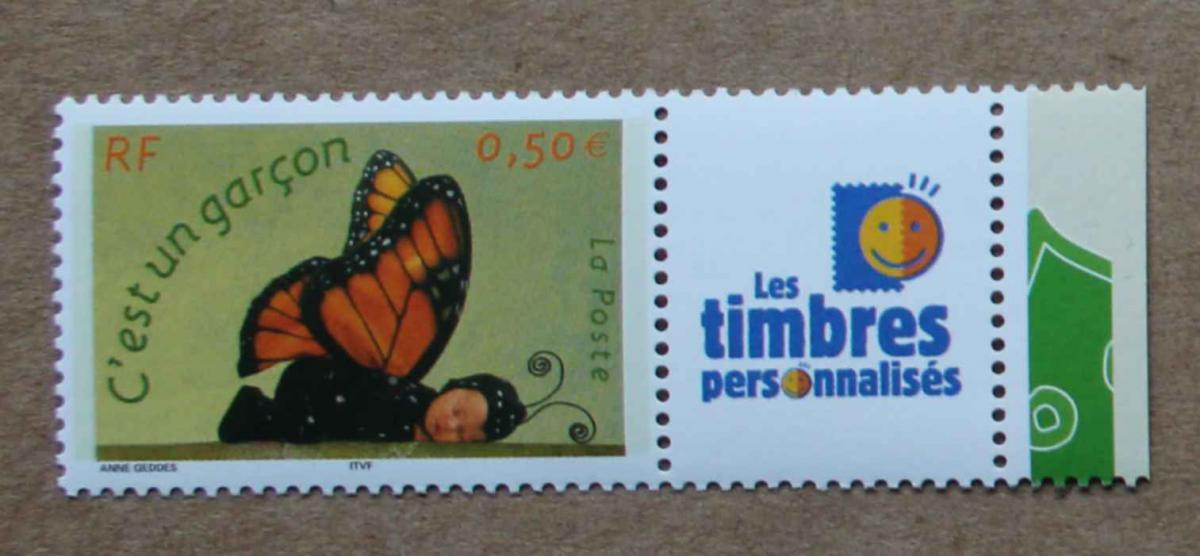 RF
0,50€
C'est un garçon
La Poste
ANNE GEDDES
ITVF
Les
timbres
personnalisés